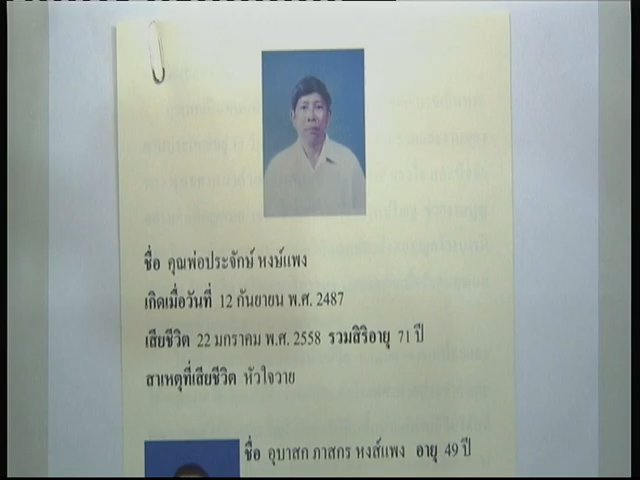 ชื่อ คุณพ่อประจักษ์ หงษ์แพง
เกิดเมื่อวันที่ 12 กันยายน พ.ศ. 2487
เสียชีวิต 22 มกราคม พ.ศ. 2558 รวมสิริอายุ 71 ปี
สาเหตุที่เสียชีวิต หัวใจวาย
ชื่อ อุบาสก ภาสกร หงส์แพง อายุ 49 ปี